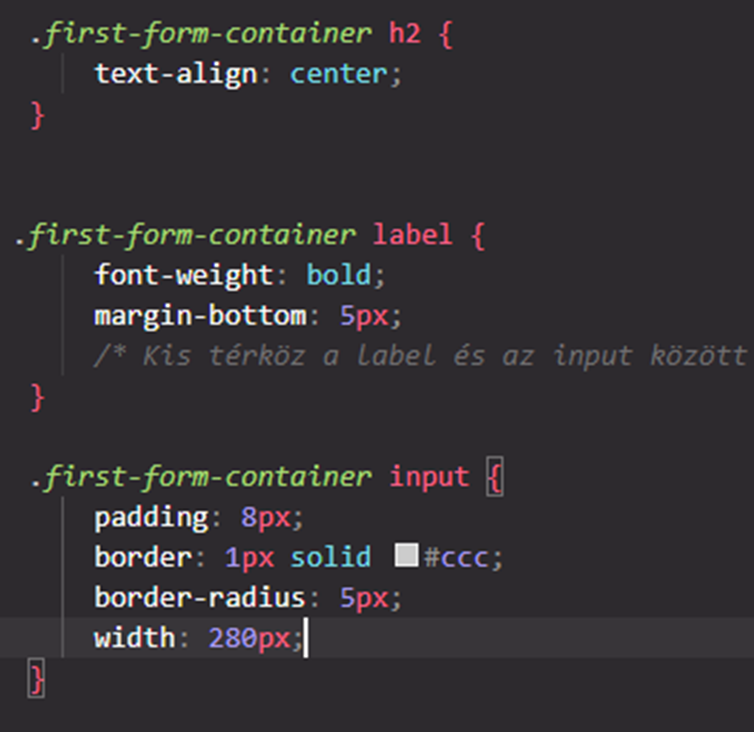 .first-form-container h2 {
text-align: center;
}
.first-form-container label {
font-weight: bold;
margin-bottom: 5px;
/* Kis térköz a label és az input között
}
.first-form-container input {
padding: 8px;
border: 1px solid #ccc;
border-radius: 5px;
width: 280px;
}